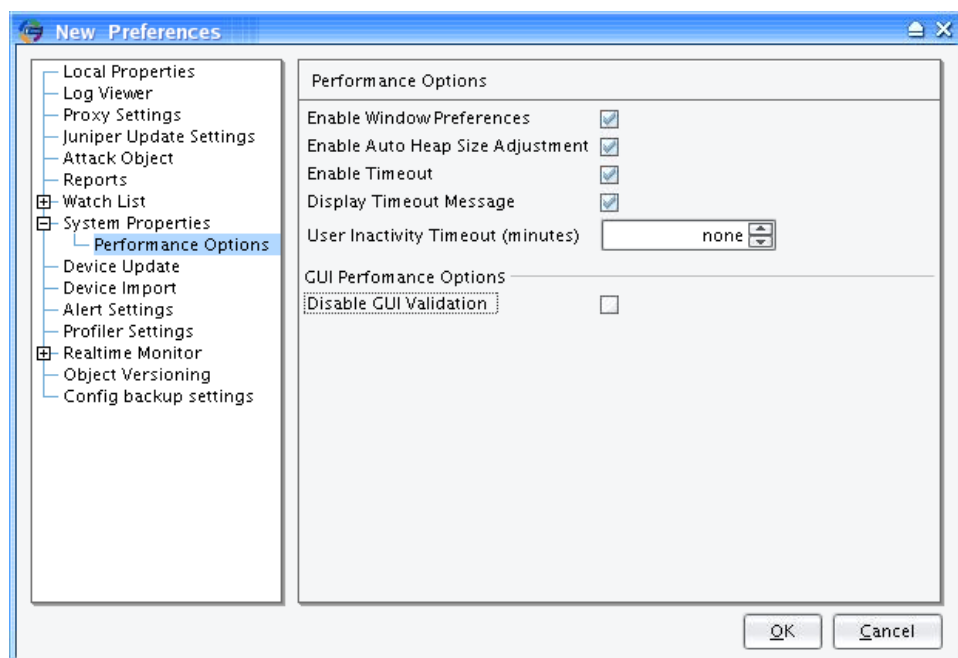 New Preferences
Local Properties
Log Viewer
Proxy Settings
Juniper Update Settings
Attack Object
Reports
Watch List
System Properties
Performance Options
Device Update
Device Import
Alert Settings
Profiler Settings
Realtime Monitor
Object Versioning
Config backup settings
Performance Options
Enable Window Preferences
Enable Auto Heap Size Adjustment
Enable Timeout
Display Timeout Message
User Inactivity Timeout (minutes) none
GUI Perfomance Options
Disable GUI Validation
OK Cancel